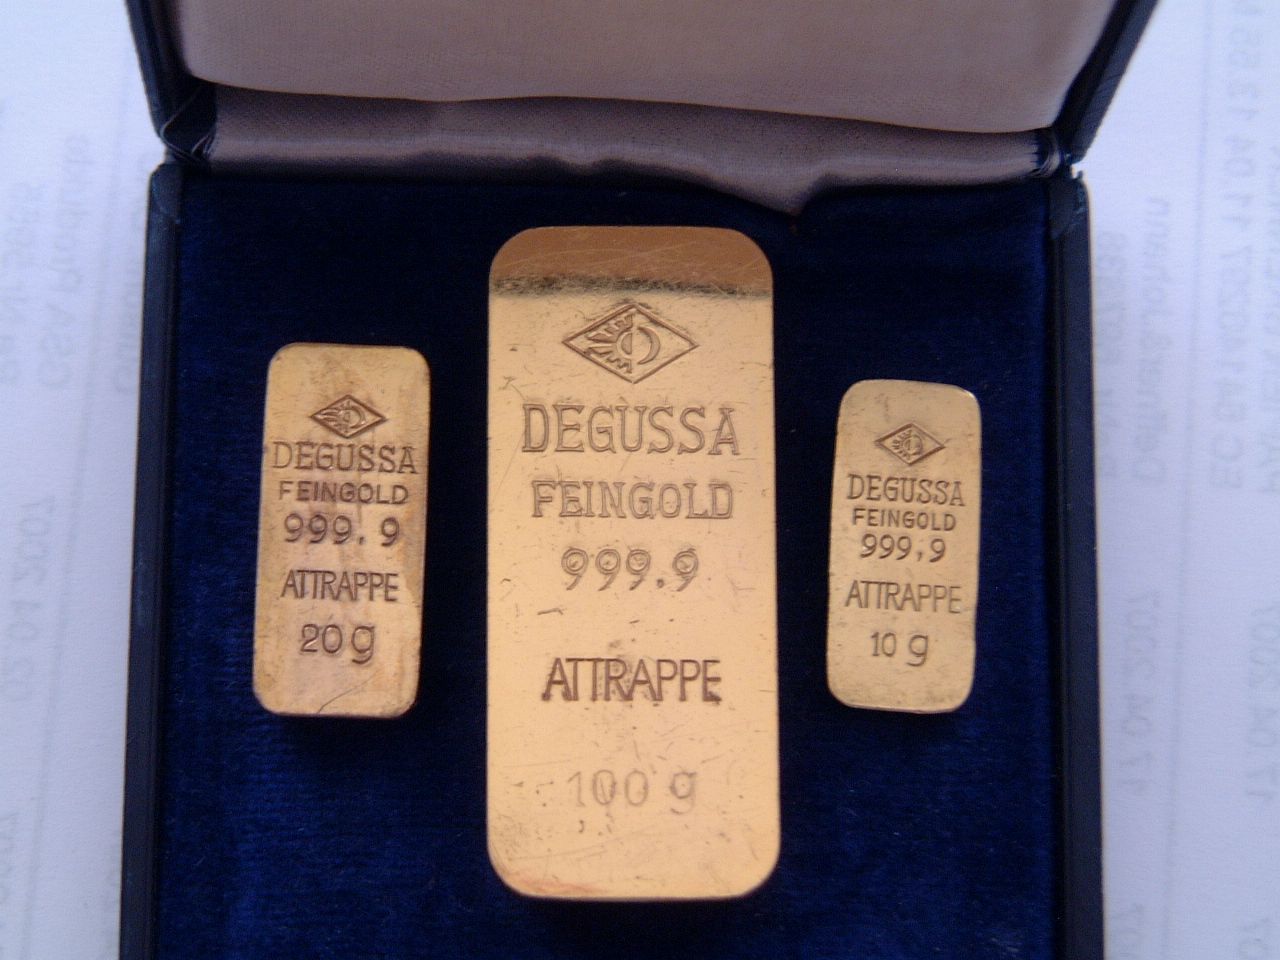 DEGUSSA
FEINGOLD
999.9
ATTRAPPE
20g
DEGUSSA
FEINGOLD
999.9
ATTRAPPE
100 g
DEGUSSA
FEINGOLD
999,9
ATTRAPPE
10 g